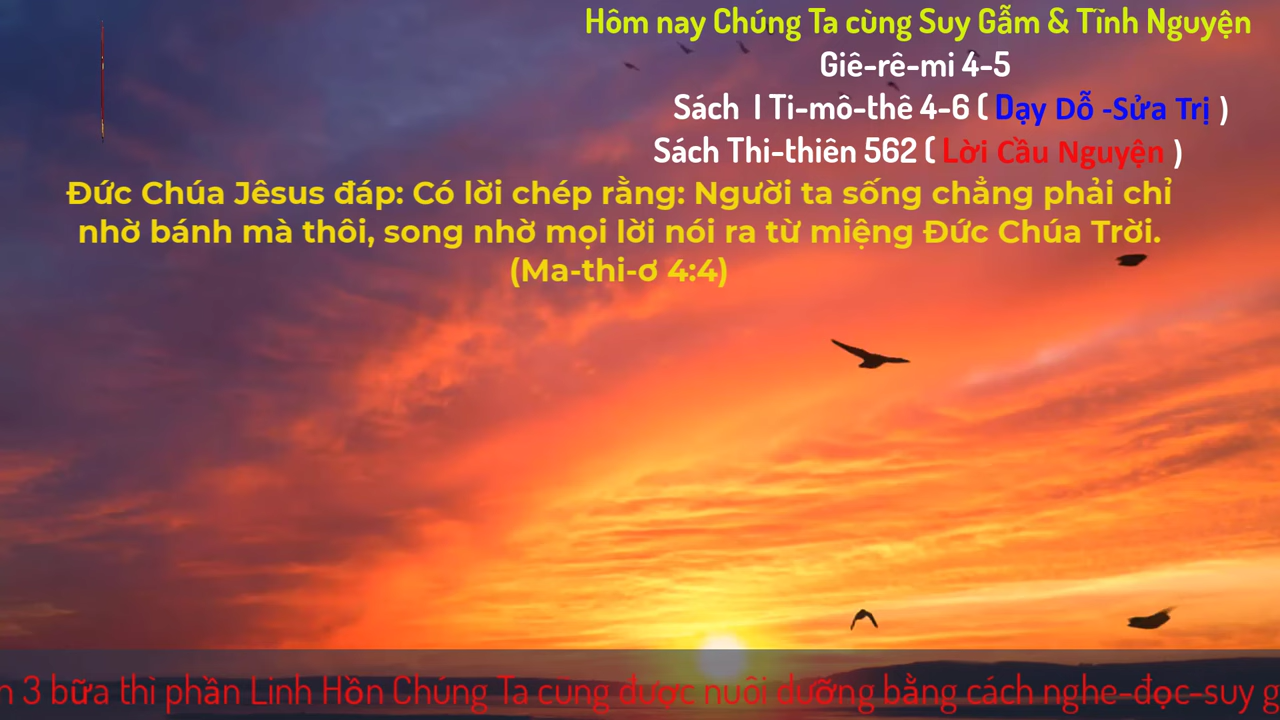 Hôm nay Chúng Ta cùng Suy Gẫm & Tĩnh Nguyện
Giê-rê-mi 4-5
Sách I Ti-mô-thê 4-6 ( Dạy Dỗ -Sửa Trị )
Sách Thi-thiên 562 ( Lời Cầu Nguyện )
Đức Chúa Jêsus đáp: Có lời chép rằng: Người ta sống chẳng phải chỉ
nhờ bánh mà thôi, song nhờ mọi lời nói ra từ miệng Đức Chúa Trời.
(Ma-thi-ơ 4:4)
n 3 bữa thì phần Linh Hồn Chúng Ta cũng được nuôi dưỡng bằng cách nghe-đọc-suy g